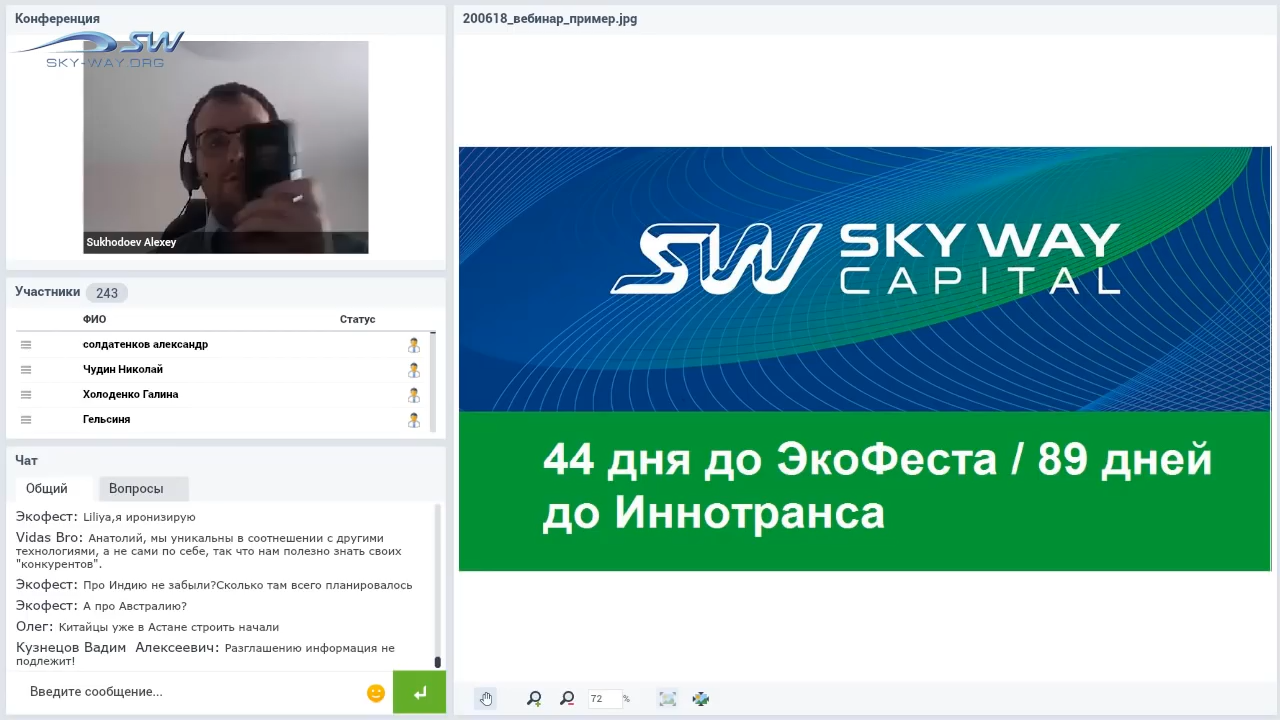 Конференция
SW
SKY-WAY.ORG
Sukhodoev Alexey
Участники 243
ФИО Статус
солдатенков александр
Чудин Николай
Холоденко Галина
Гельсиня
Чат
Общий Вопросы
Экофест: Liliya,я иронизирую
Vidas Bro: Анатолий, мы уникальны в соотношении с другими
технологиями, а не сами по себе, так что нам полезно знать своих
"конкурентов".
Экофест: Про Индию не забыли?Сколько там всего планировалось
Экофест: А про Австралию?
Олег: Китайцы уже в Астане строить начали
Кузнецов Вадим Алексеевич: Разглашению информация не
подлежит!
Введите сообщение...
200618_вебинар_пример.jpg
SW SKY WAY
CAPITAL
44 дня до ЭкоФеста / 89 дней
до Иннотранса
72 %